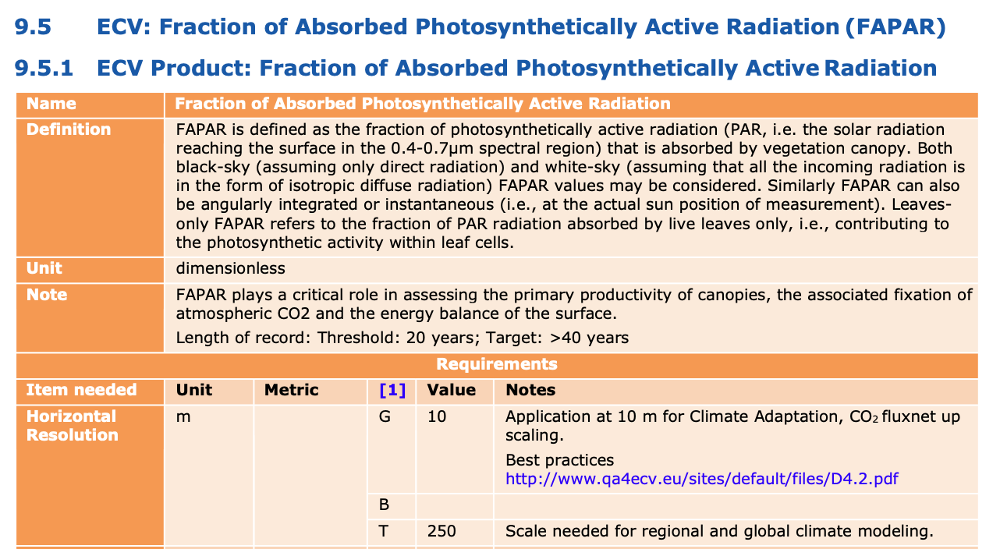 9.5 ECV: Fraction of Absorbed Photosynthetically Active Radiation (FAPAR)
9.5.1 ECV Product: Fraction of Absorbed Photosynthetically Active Radiation
Name Fraction of Absorbed Photosynthetically Active Radiation
Definition FAPAR is defined as the fraction of photosynthetically active radiation (PAR, i.e. the solar radiation
reaching the surface in the 0.4-0.7μm spectral region) that is absorbed by vegetation canopy. Both
black-sky (assuming only direct radiation) and white-sky (assuming that all the incoming radiation is
in the form of isotropic diffuse radiation) FAPAR values may be considered. Similarly FAPAR can also
be angularly integrated or instantaneous (i.e., at the actual sun position of measurement). Leaves-
only FAPAR refers to the fraction of PAR radiation absorbed by live leaves only, i.e., contributing to
the photosynthetic activity within leaf cells.
Unit dimensionless
Note FAPAR plays a critical role in assessing the primary productivity of canopies, the associated fixation of
atmospheric CO2 and the energy balance of the surface.
Length of record: Threshold: 20 years; Target: >40 years
Requirements
Item needed Unit Metric [1] Value Notes
Horizontal m G 10 Application at 10 m for Climate Adaptation, CO₂ fluxnet up
Resolution scaling.
Best practices
http://www.qa4ecv.eu/sites/default/files/D4.2.pdf
B
T 250 Scale needed for regional and global climate modeling.